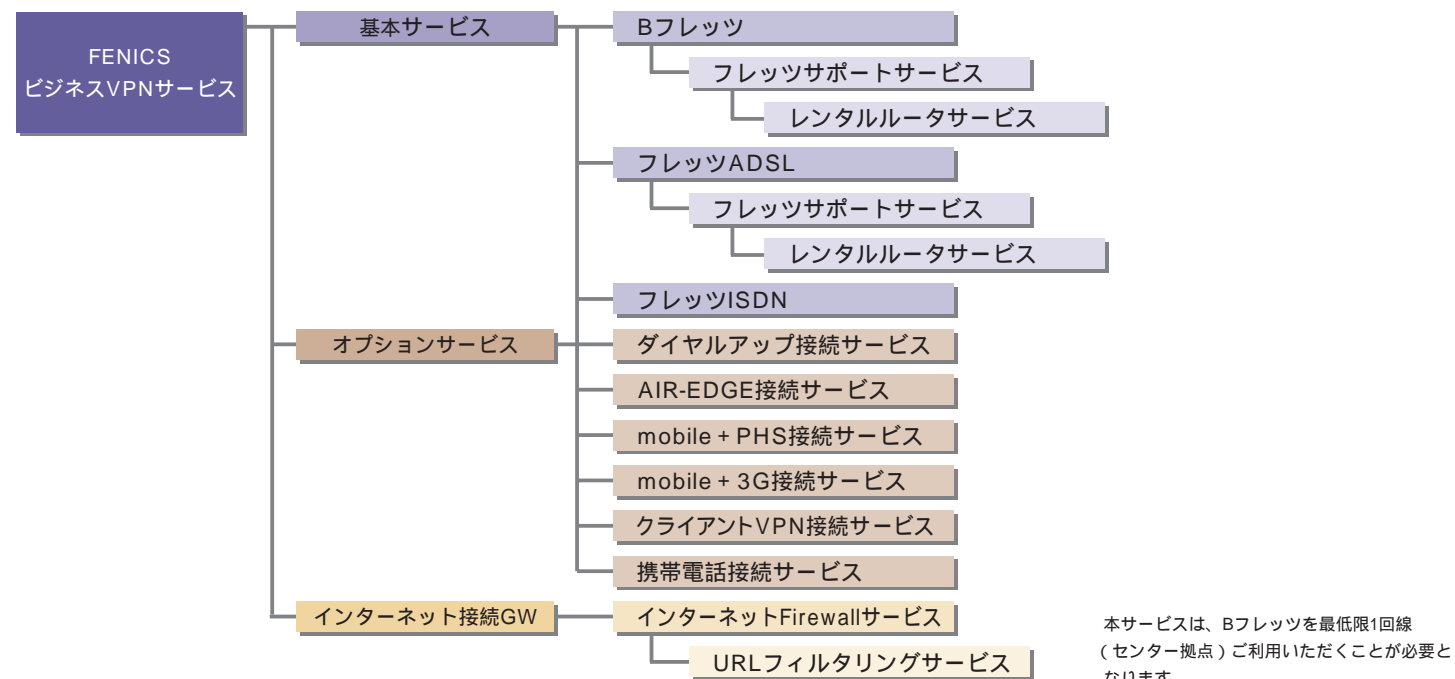 FENICS
ビジネスVPNサービス
基本サービス
Bフレッツ
フレッツサポートサービス
レンタルルータサービス
フレッツADSL
フレッツサポートサービス
レンタルルータサービス
フレッツISDN
オプションサービス
ダイヤルアップ接続サービス
AIR-EDGE接続サービス
mobile + PHS接続サービス
mobile + 3G接続サービス
クライアントVPN接続サービス
携帯電話接続サービス
インターネット接続GW
インターネットFirewallサービス
URLフィルタリングサービス
本サービスは、Bフレッツを最低限1回線
(センター拠点)ご利用いただくことが必要と
なります